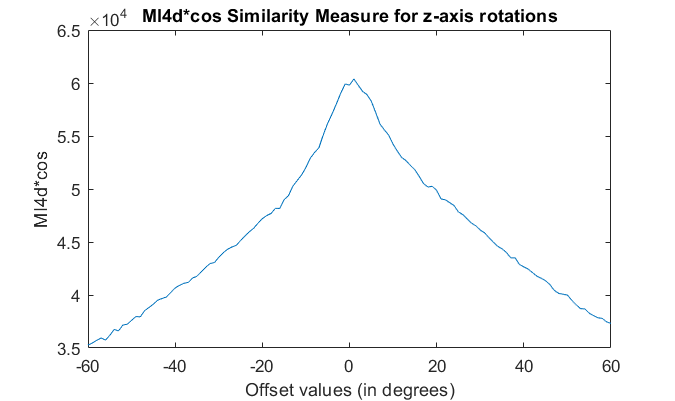 ×10⁴
MI4d*cos Similarity Measure for z-axis rotations
6.5
6
5.5
5
4.5
4
3.5
MI4d*cos
-60 -40 -20 0 20 40 60
Offset values (in degrees)